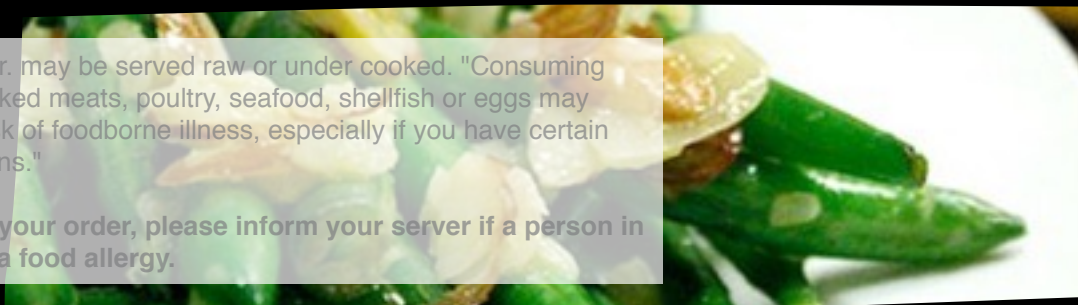 r. may be served raw or under cooked. "Consuming
ked meats, poultry, seafood, shellfish or eggs may
k of foodborne illness, especially if you have certain
ns."
your order, please inform your server if a person in
a food allergy.